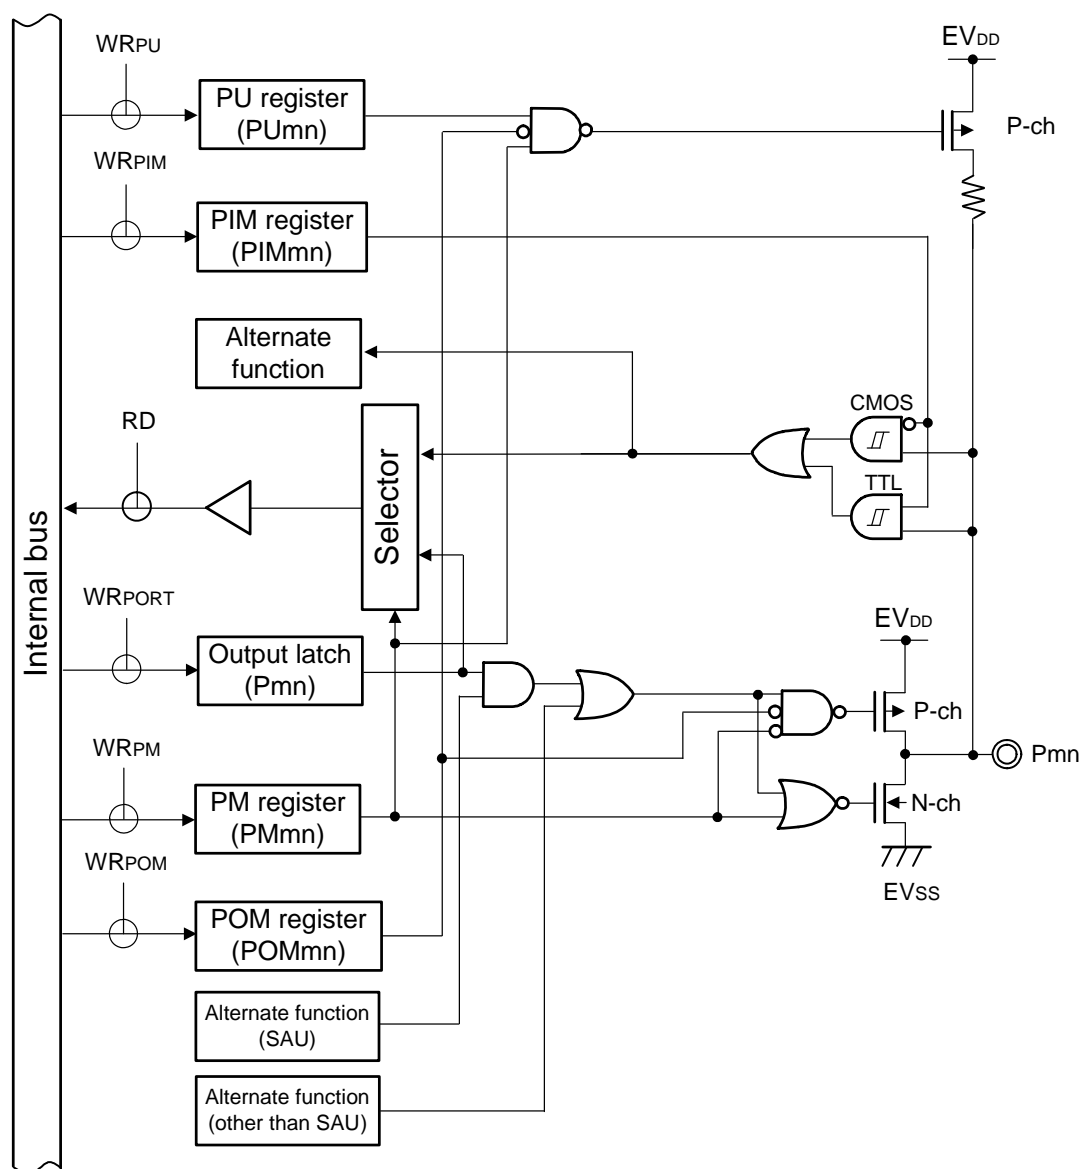 WRPU
EVDD
PU register
(PUmn)
P-ch
WRPIM
PIM register
(PIMmn)
Alternate
function
CMOS
RD
TTL
Selector
Internal bus
WRPORT
EVDD
Output latch
(Pmn)
P-ch
Pmn
WRPM
PM register
(PMmn)
N-ch
WRPOM
EVSS
POM register
(POMmn)
Alternate function
(SAU)
Alternate function
(other than SAU)